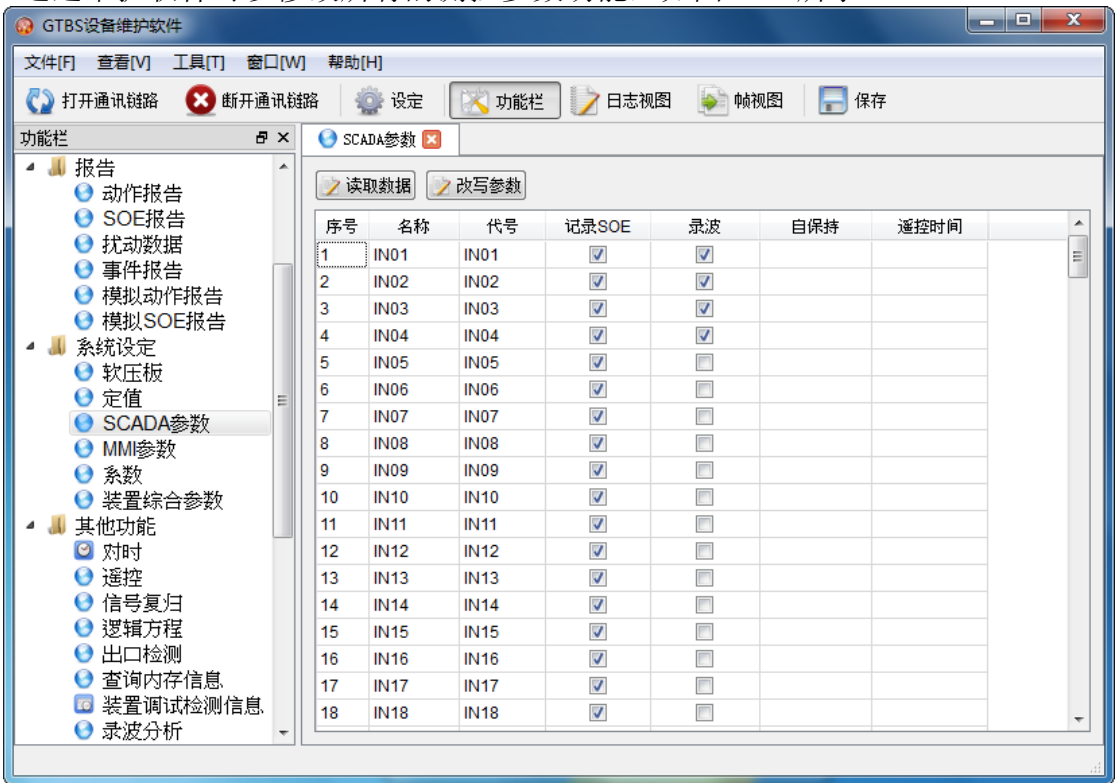 GTBS设备维护软件
文件[F] 查看[V] 工具[T] 窗口[W] 帮助[H]
打开通讯链路 断开通讯链路 设定 功能栏 日志视图 帧视图 保存
功能栏
报告
动作报告
SOE报告
扰动数据
事件报告
模拟动作报告
模拟SOE报告
系统设定
软压板
定值
SCADA参数
MMI参数
系数
装置综合参数
其他功能
对时
遥控
信号复归
逻辑方程
出口检测
查询内存信息
装置调试检测信息
录波分析
SCADA参数
读取数据 改写参数
序号 名称 代号 记录SOE 录波 自保持 遥控时间
1 IN01 IN01
2 IN02 IN02
3 IN03 IN03
4 IN04 IN04
5 IN05 IN05
6 IN06 IN06
7 IN07 IN07
8 IN08 IN08
9 IN09 IN09
10 IN10 IN10
11 IN11 IN11
12 IN12 IN12
13 IN13 IN13
14 IN14 IN14
15 IN15 IN15
16 IN16 IN16
17 IN17 IN17
18 IN18 IN18